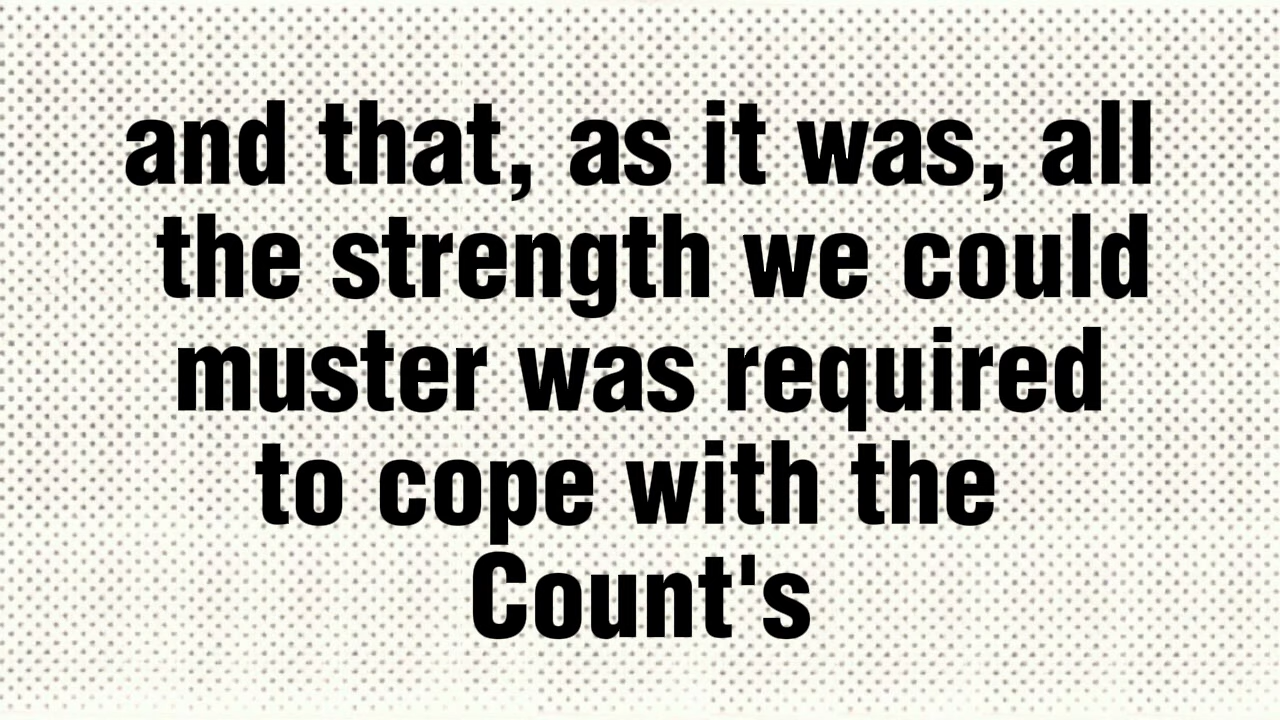 and that, as it was, all
the strength we could
muster was required
to cope with the
Count's